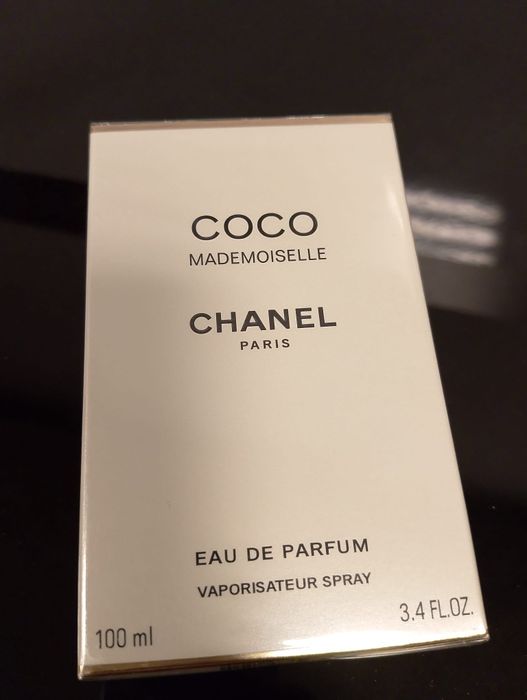 COCO
MADEMOISELLE
CHANEL
PARIS
EAU DE PARFUM
VAPORISATEUR SPRAY
100 ml
3.4 FL.OZ.